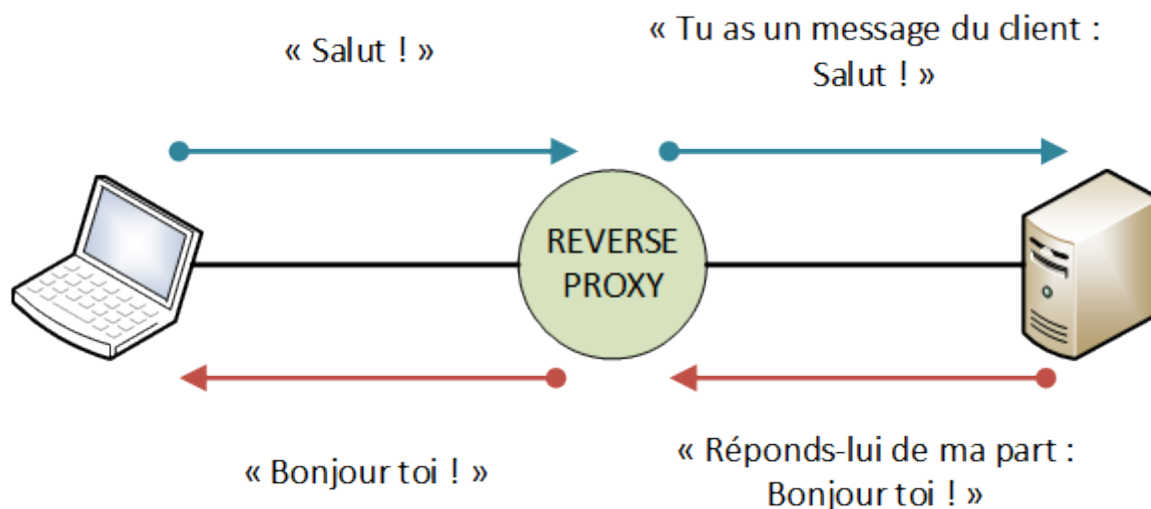 « Salut ! »
« Tu as un message du client :
Salut ! »
REVERSE
PROXY
« Bonjour toi ! »
« Réponds-lui de ma part :
Bonjour toi ! »